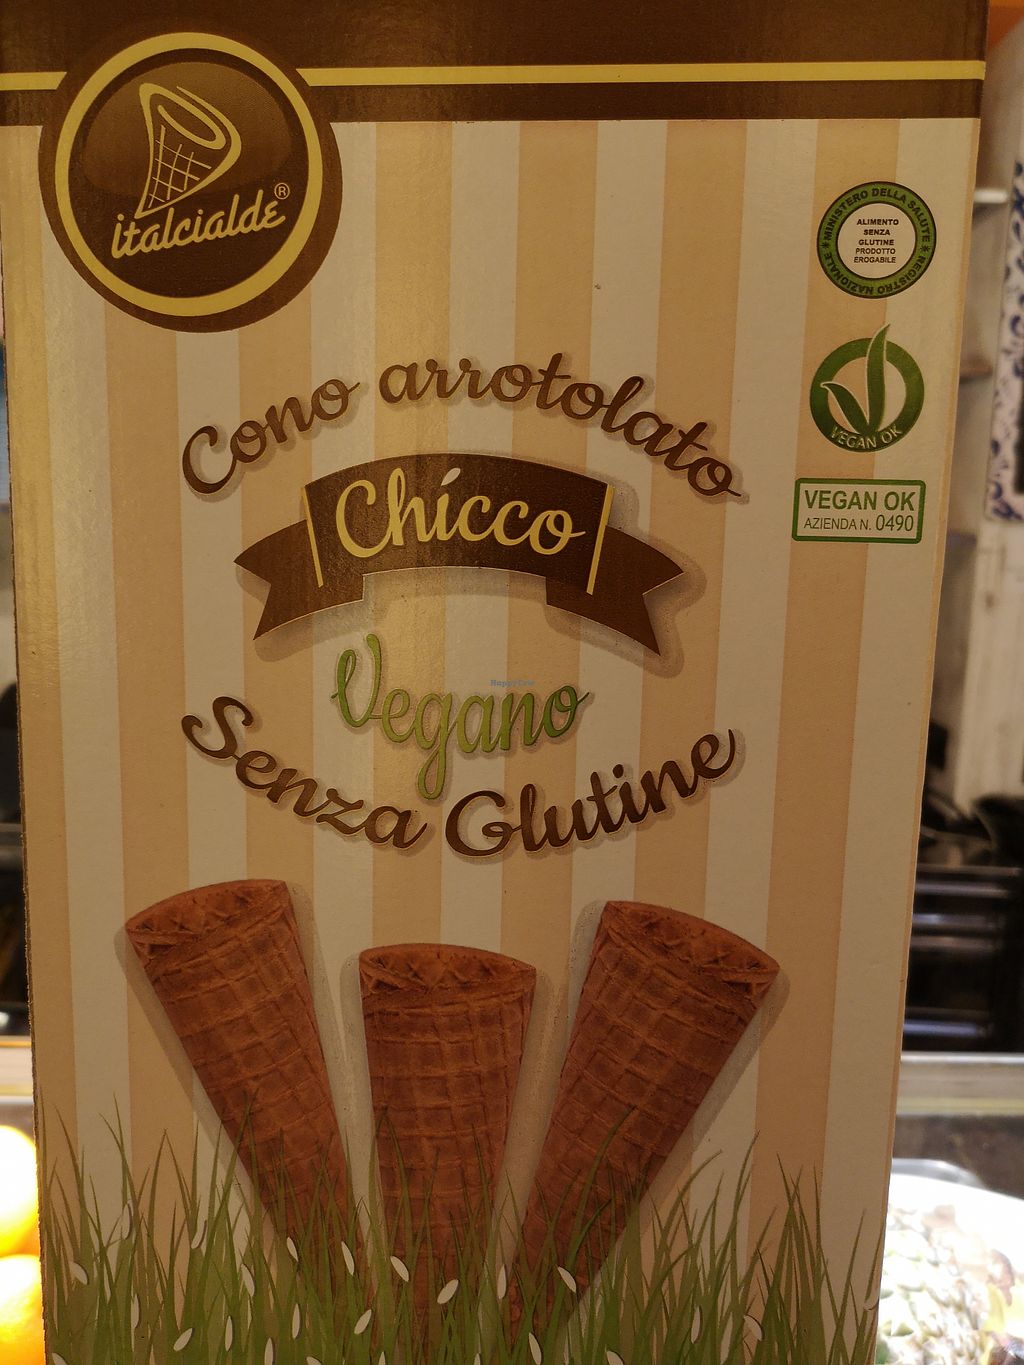 italcialde®
MINISTERO DELLA SALUTE * REGISTRO NAZIONALE *
ALIMENTO
SENZA
GLUTINE
PRODOTTO
EROGABILE
VEGAN OK
VEGAN OK
AZIENDA N. 0490
Cono arrotolato
Chicco
Vegano
HappyCow
Senza Glutine